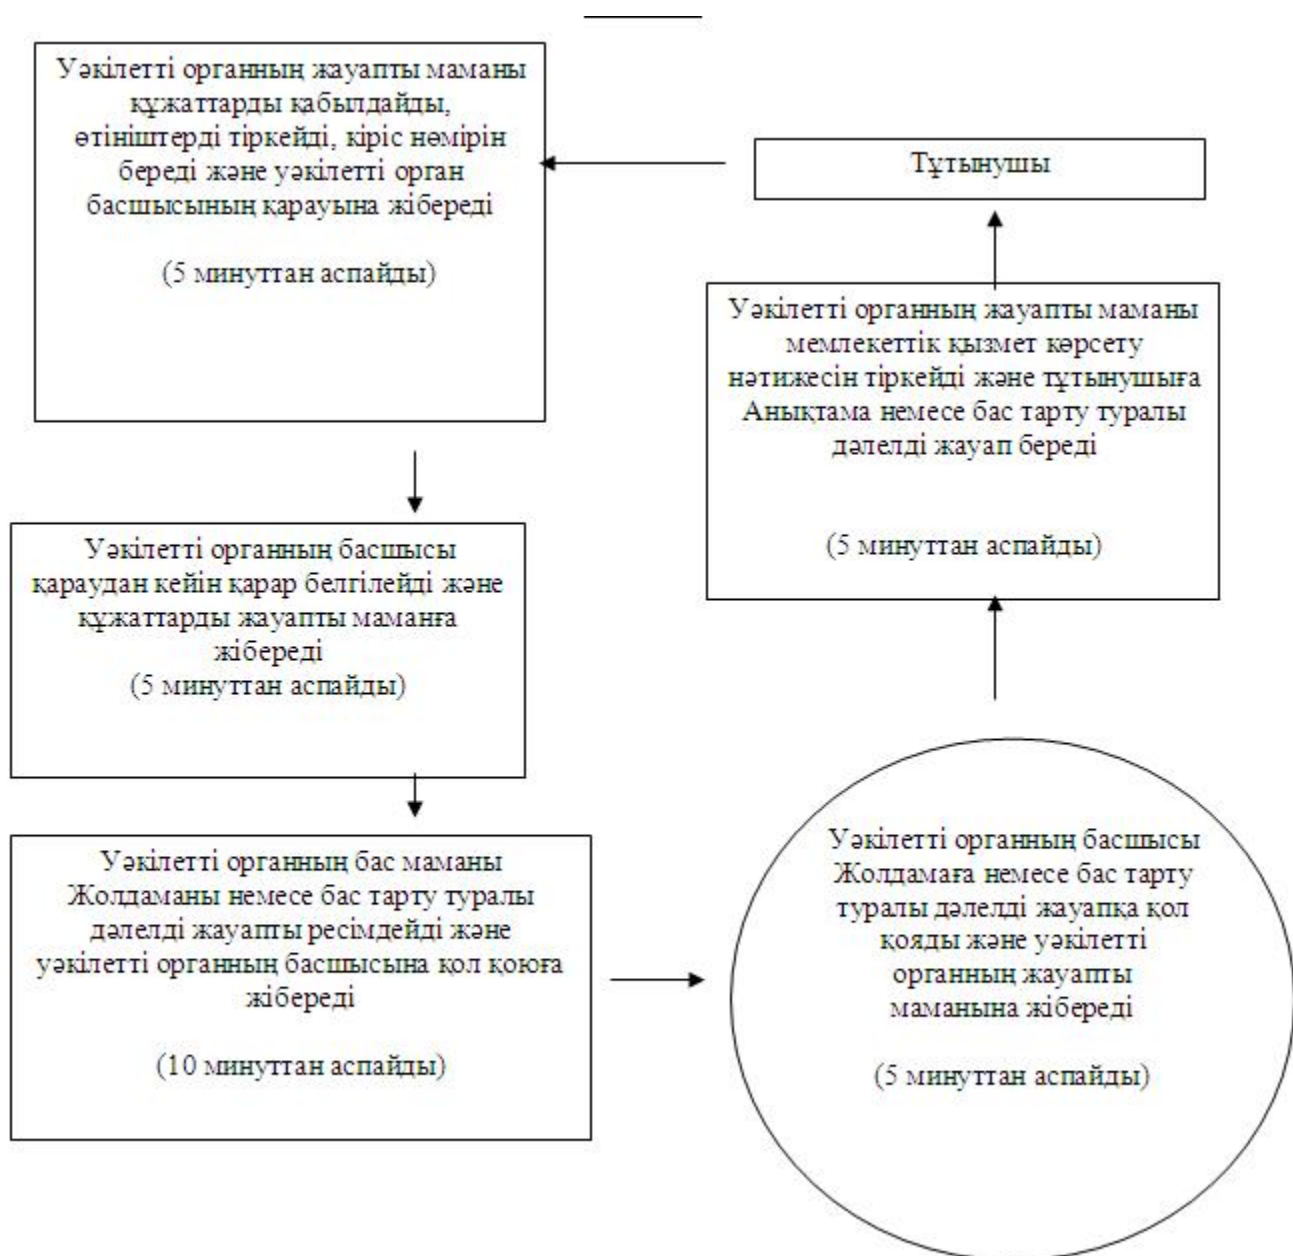 Уәкілетті органның жауапты маманы
құжаттарды қабылдайды,
өтініштерді тіркейді, кіріс нөмірін
береді және уәкілетті орган
басшысының қарауына жібереді
(5 минуттан аспайды)
Тұтынушы
Уәкілетті органның жауапты маманы
мемлекеттік қызмет көрсету
нәтижесін тіркейді және тұтынушыға
Анықтама немесе бас тарту туралы
дәлелді жауап береді
(5 минуттан аспайды)
Уәкілетті органның басшысы
қараудан кейін қарар белгілейді және
құжаттарды жауапты маманға
жібереді
(5 минуттан аспайды)
Уәкілетті органның бас маманы
Жолдаманы немесе бас тарту туралы
дәлелді жауапты ресімдейді және
уәкілетті органның басшысына қол қоюға
жібереді
(10 минуттан аспайды)
Уәкілетті органның басшысы
Жолдамаға немесе бас тарту
туралы дәлелді жауапқа қол
қояды және уәкілетті
органның жауапты
маманына жібереді
(5 минуттан аспайды)